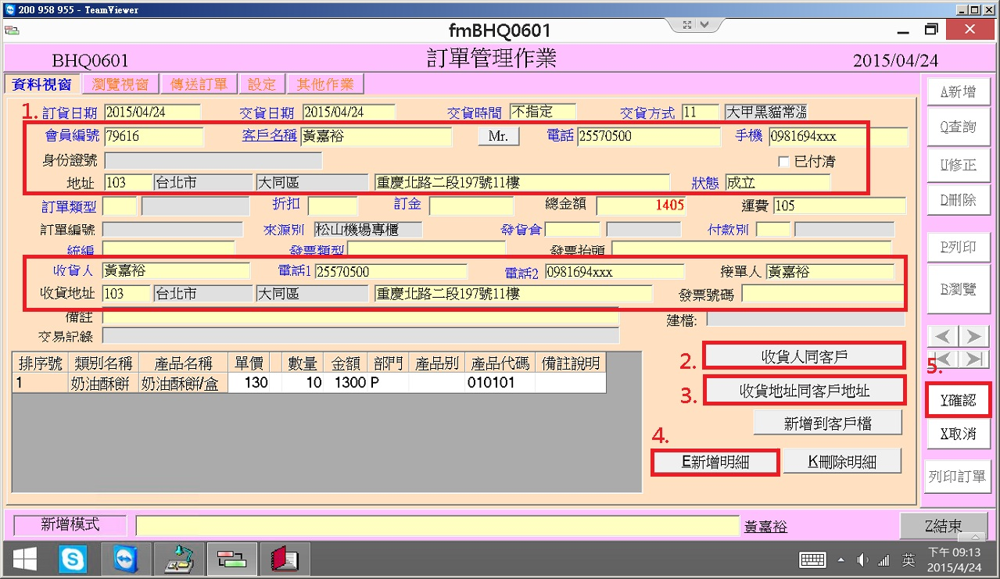 200 958 955 - TeamViewer
fmBHQ0601
BHQ0601 訂單管理作業 2015/04/24
資料視窗 瀏覽視窗 傳送訂單 設定 其他作業
1. 訂貨日期 2015/04/24 交貨日期 2015/04/24 交貨時間 不指定 交貨方式 11 大甲黑貓常溫
會員編號 79616 客戶名稱 黃嘉裕 Mr. 電話 25570500 手機 0981694xxx
身份證號 已付清
地址 103 台北市 大同區 重慶北路二段197號11樓 狀態 成立
訂單類型 折扣 訂金 總金額 1405 運費 105
訂單編號 來源別 松山機場專櫃 發貨倉 付款別
統編 發票類型 發票抬頭
收貨人 黃嘉裕 電話1 25570500 電話2 0981694xxx 接單人 黃嘉裕
收貨地址 103 台北市 大同區 重慶北路二段197號11樓 發票號碼
備註 建檔:
交易記錄
排序號 類別名稱 產品名稱 單價 數量 金額 部門 產品別 產品代碼 備註說明
1 奶油酥餅 奶油酥餅/盒 130 10 1300 P 010101
2. 收貨人同客戶
3. 收貨地址同客戶地址
新增到客戶檔
4.
E新增明細 K刪除明細
A新增
Q查詢
U修正
D刪除
P列印
B瀏覽
5.
Y確認
X取消
列印訂單
新增模式 黃嘉裕 Z結束
英 下午 09:13
2015/4/24